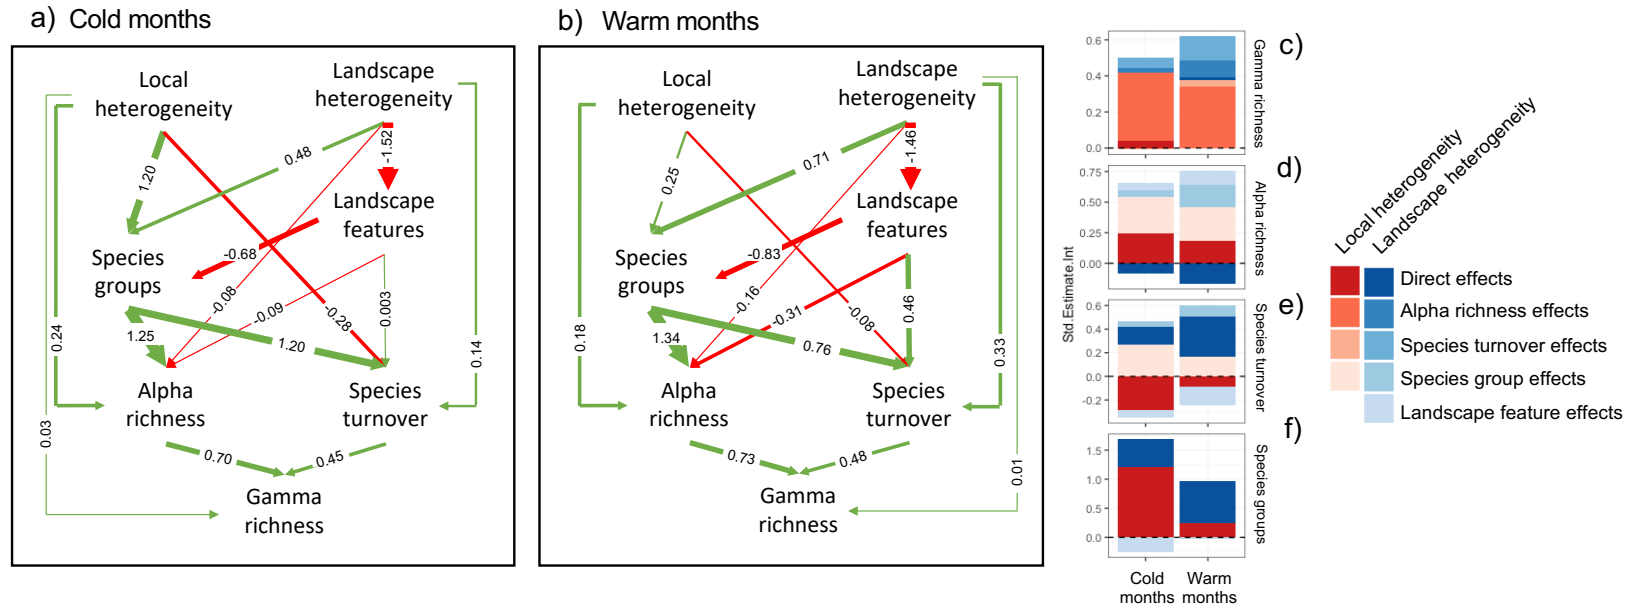 a) Cold months
Local
heterogeneity
Landscape
heterogeneity
1.20
0.48
-1.52
Landscape
features
Species
groups
-0.68
-0.08
-0.09
-0.28
0.003
0.24
1.25
1.20
0.14
Alpha
richness
Species
turnover
0.03
0.70
0.45
Gamma
richness
b) Warm months
Local
heterogeneity
Landscape
heterogeneity
0.25
0.71
-1.46
Landscape
features
Species
groups
-0.83
-0.16
-0.31
-0.08
0.46
0.18
1.34
0.76
0.33
Alpha
richness
Species
turnover
0.01
0.73
0.48
Gamma
richness
Std.Estimate.Int
c)
0.6
0.4
0.2
0.0
Gamma richness
d)
0.75
0.50
0.25
0.00
Alpha richness
e)
0.6
0.4
0.2
0.0
-0.2
Species turnover
f)
1.5
1.0
0.5
0.0
Species groups
Cold
months
Warm
months
Local heterogeneity
Landscape heterogeneity
Direct effects
Alpha richness effects
Species turnover effects
Species group effects
Landscape feature effects